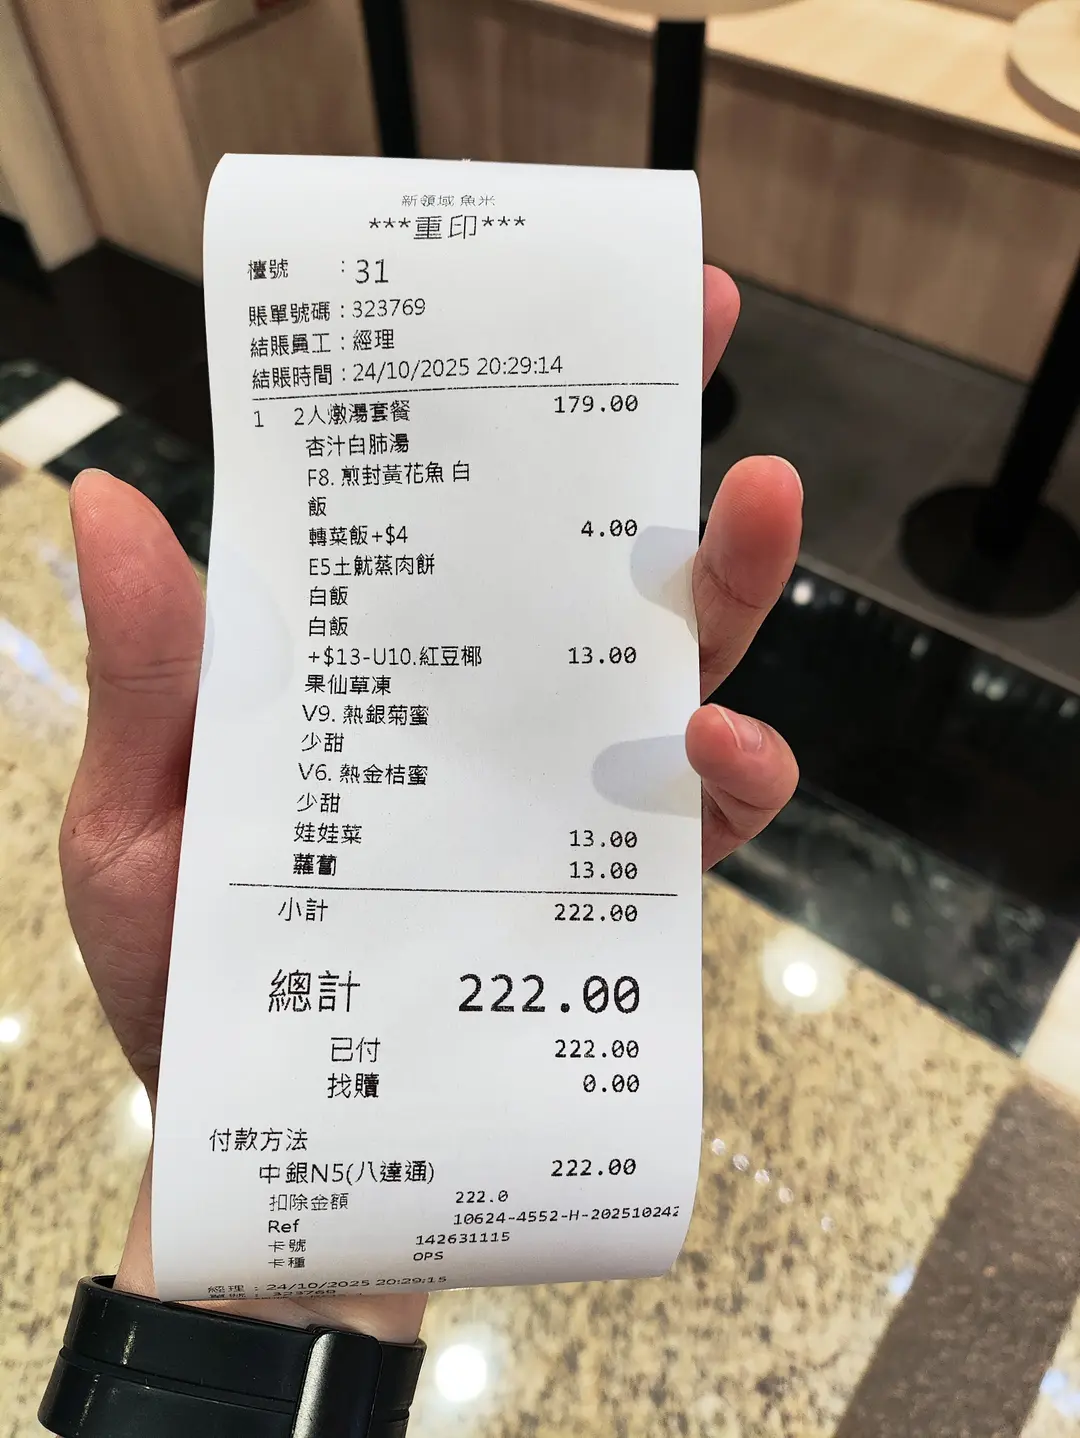 新領域 魚米
***重印***
檯號 : 31
賬單號碼 : 323769
結賬員工 : 經理
結賬時間 : 24/10/2025 20:29:14
1 2人燉湯套餐 179.00
杏汁白肺湯
F8. 煎封黃花魚 白
飯
轉菜飯+$4 4.00
E5土魷蒸肉餅
白飯
白飯
+$13-U10.紅豆椰 13.00
果仙草凍
V9. 熱銀菊蜜
少甜
V6. 熱金桔蜜
少甜
娃娃菜 13.00
蘿蔔 13.00
小計 222.00
總計 222.00
已付 222.00
找贖 0.00
付款方法
中銀N5(八達通) 222.00
扣除金額 222.0
Ref 10624-4552-H-202510242
卡號 142631115
卡種 OPS
經理 : 24/10/2025 20:29:15
單號 : 323769